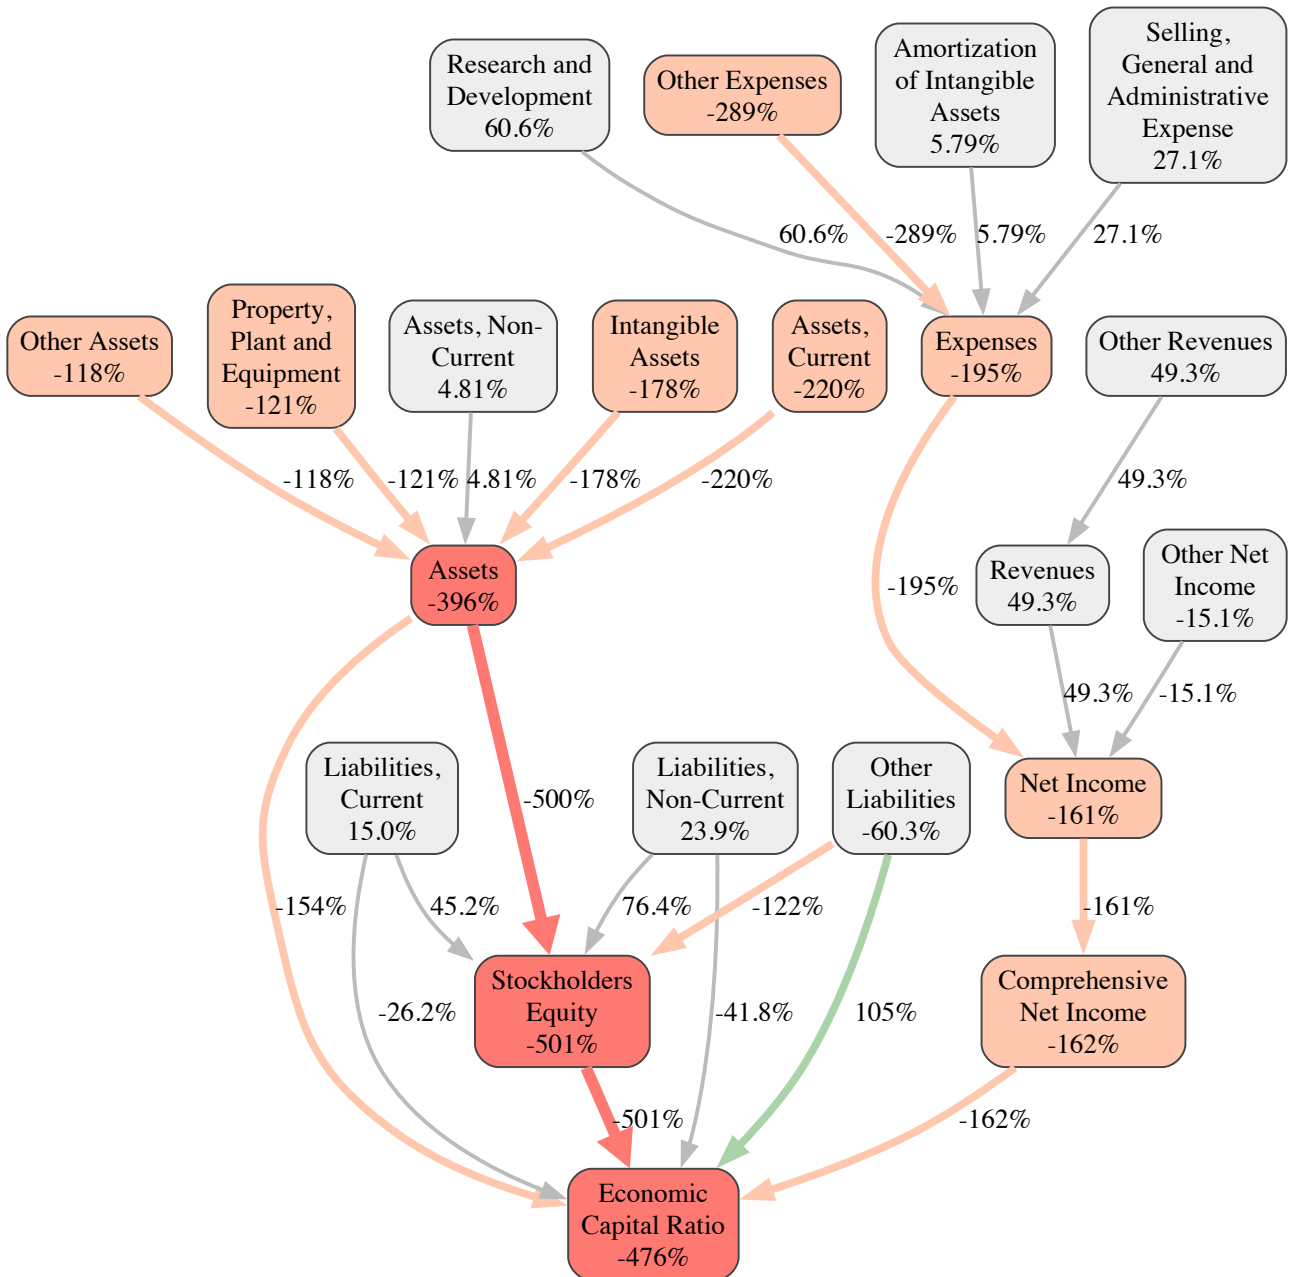 Research and
Development
60.6%
Other Expenses
-289%
Amortization
of Intangible
Assets
5.79%
Selling,
General and
Administrative
Expense
27.1%
60.6%
-289%
5.79%
27.1%
Other Assets
-118%
Property,
Plant and
Equipment
-121%
Assets, Non-
Current
4.81%
Intangible
Assets
-178%
Assets,
Current
-220%
Expenses
-195%
Other Revenues
49.3%
-118%
-121%
4.81%
-178%
-220%
49.3%
Assets
-396%
-195%
Revenues
49.3%
Other Net
Income
-15.1%
49.3%
-15.1%
Liabilities,
Current
15.0%
-500%
Liabilities,
Non-Current
23.9%
Other
Liabilities
-60.3%
Net Income
-161%
-154%
45.2%
76.4%
-122%
-161%
Stockholders
Equity
-501%
-26.2%
-41.8%
105%
Comprehensive
Net Income
-162%
-501%
-162%
Economic
Capital Ratio
-476%